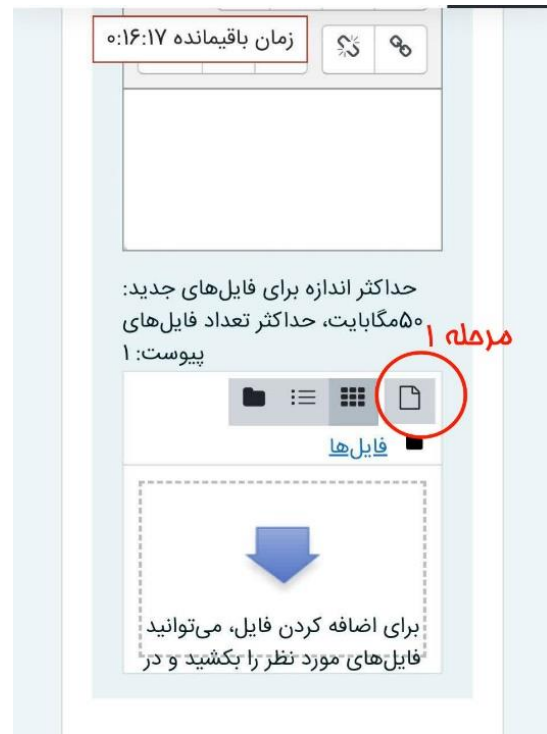 زمان باقیمانده ۰:۱۶:۱۷
حداکثر اندازه برای فایل‌های جدید:
۵۰مگابایت، حداکثر تعداد فایل‌های
پیوست: ۱
مرحله ۱
فایل‌ها
برای اضافه کردن فایل، می‌توانید
فایل‌های مورد نظر را بکشید و در